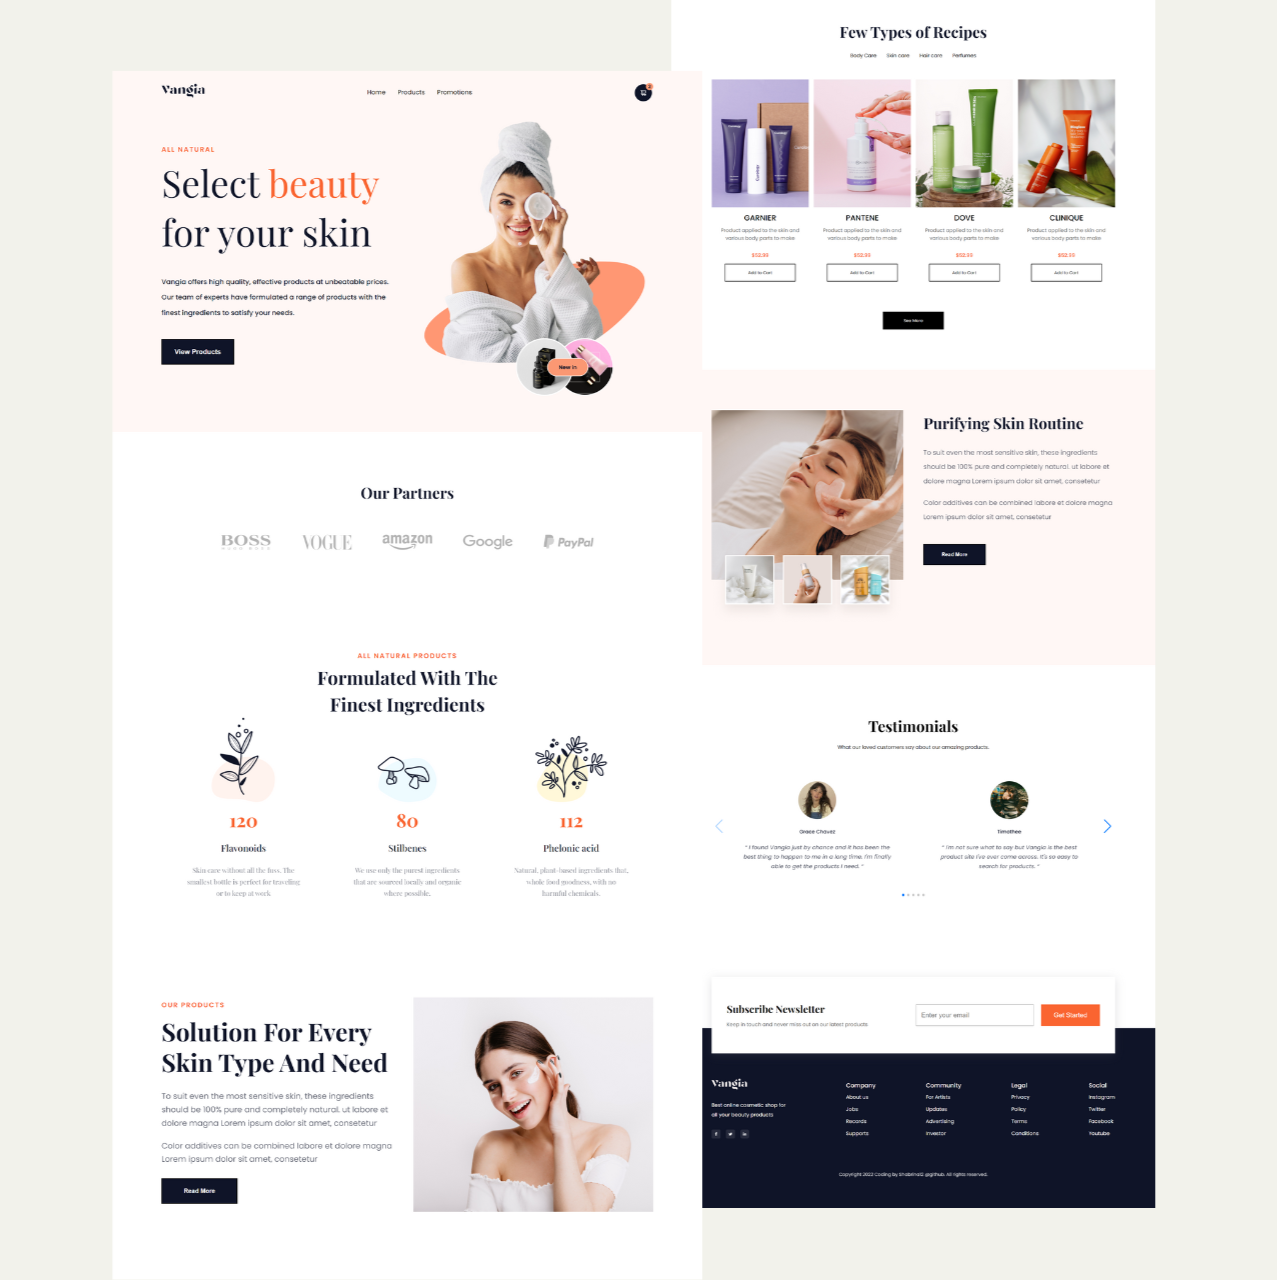 Vangia
Home Products Promotions
2
ALL NATURAL
Select beauty
for your skin
Vangia offers high quality, effective products at unbeatable prices.
Our team of experts have formulated a range of products with the
finest ingredients to satisfy your needs.
View Products
New in
Our Partners
BOSS
HUGO BOSS
VOGUE
amazon
Google
PayPal
ALL NATURAL PRODUCTS
Formulated With The
Finest Ingredients
120
Flavonoids
Skin care without all the fuss. The
smallest bottle is perfect for traveling
or to keep at work
80
Stilbenes
We use only the purest ingredients
that are sourced locally and organic
where possible.
112
Phelonic acid
Natural, plant-based ingredients that,
whole food goodness, with no
harmful chemicals.
OUR PRODUCTS
Solution For Every
Skin Type And Need
To suit even the most sensitive skin, these ingredients
should be 100% pure and completely natural. ut labore et
dolore magna Lorem ipsum dolor sit amet, consetetur
Color additives can be combined labore et dolore magna
Lorem ipsum dolor sit amet, consetetur
Read More
Few Types of Recipes
Body Care Skin care Hair care Perfumes
GARNIER
Product applied to the skin and
various body parts to make
$52.33
Add to Cart
PANTENE
Product applied to the skin and
various body parts to make
$52.33
Add to Cart
DOVE
Product applied to the skin and
various body parts to make
$52.33
Add to Cart
CLINIQUE
Product applied to the skin and
various body parts to make
$52.33
Add to Cart
See More
Purifying Skin Routine
To suit even the most sensitive skin, these ingredients
should be 100% pure and completely natural. ut labore et
dolore magna Lorem ipsum dolor sit amet, consetetur
Color additives can be combined labore et dolore magna
Lorem ipsum dolor sit amet, consetetur
Read More
Testimonials
What our loved customers say about our amazing products.
Grace Chávez
" I found Vangia just by chance and it has been the
best thing to happen to me in a long time, I'm finally
able to get the products I need. "
Timothee
" I'm not sure what to say but Vangia is the best
product site I've ever come across. It's so easy to
search for products. "
Subscribe Newsletter
Keep in touch and never miss out on our latest products
Enter your email
Get Started
Vangia
Best online cosmetic shop for
all your beauty products
Company
About us
Jobs
Records
Supports
Community
For Artists
Updates
Advertising
Investor
Legal
Privacy
Policy
Terms
Conditions
Social
Instagram
Twitter
Facebook
Youtube